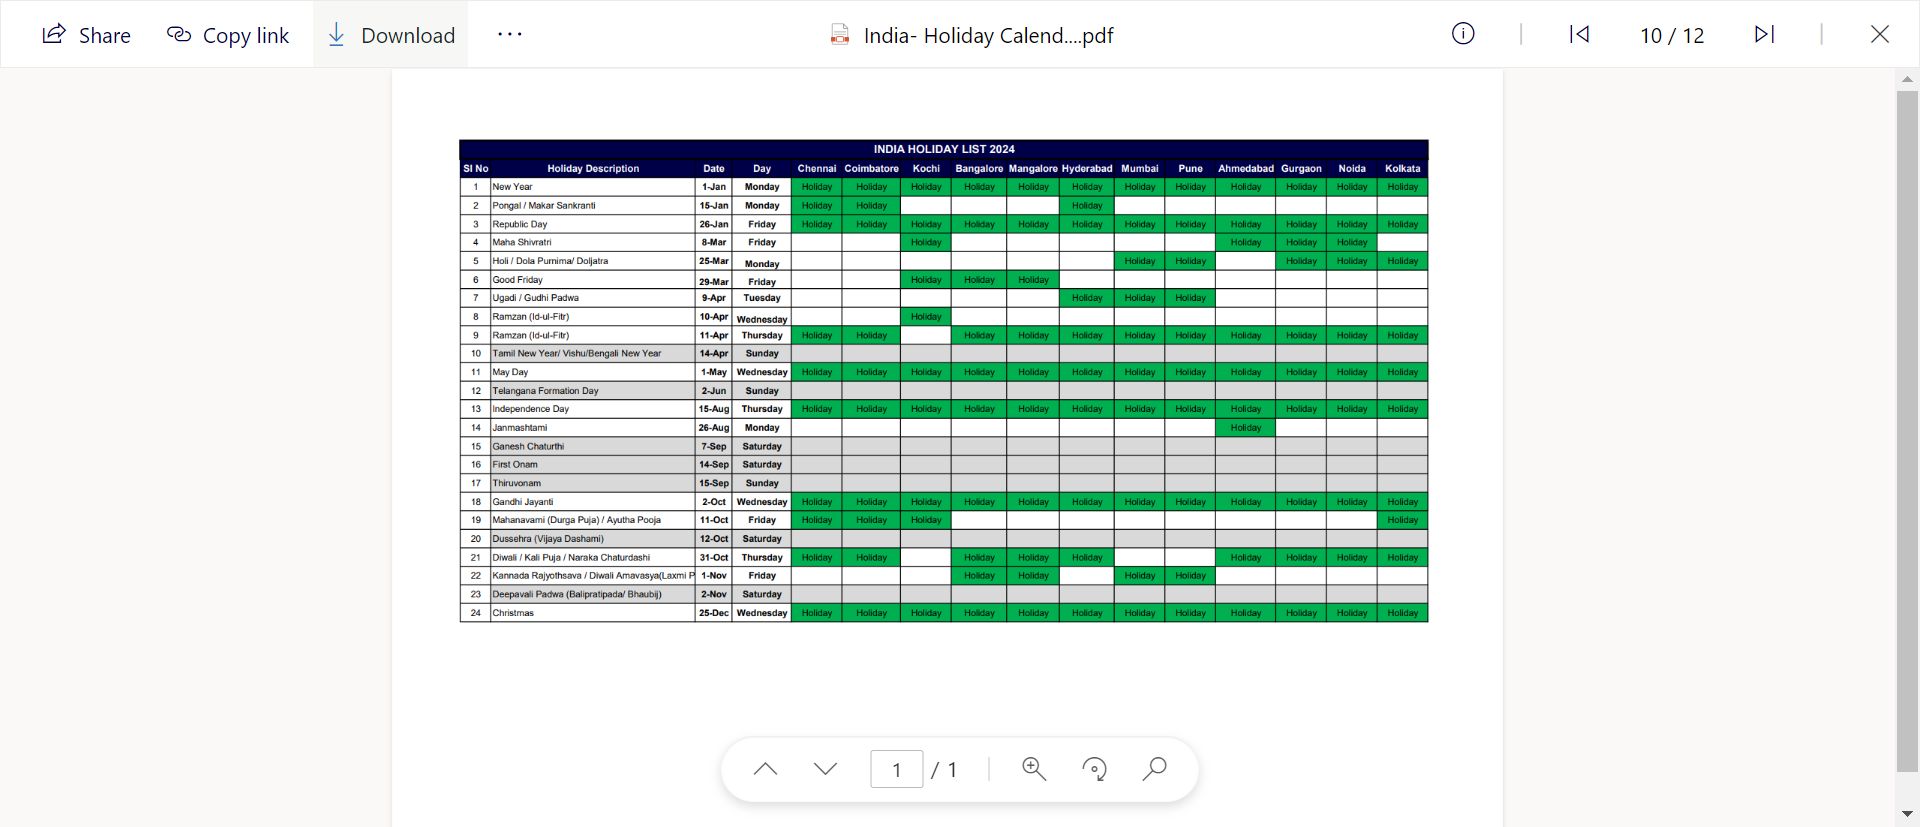 Share Copy link Download ... India- Holiday Calend....pdf 10 / 12
INDIA HOLIDAY LIST 2024
SI No Holiday Description Date Day Chennai Coimbatore Kochi Bangalore Mangalore Hyderabad Mumbai Pune Ahmedabad Gurgaon Noida Kolkata
1 New Year 1-Jan Monday Holiday Holiday Holiday Holiday Holiday Holiday Holiday Holiday Holiday Holiday Holiday Holiday
2 Pongal / Makar Sankranti 15-Jan Monday Holiday Holiday Holiday
3 Republic Day 26-Jan Friday Holiday Holiday Holiday Holiday Holiday Holiday Holiday Holiday Holiday Holiday Holiday Holiday
4 Maha Shivratri 8-Mar Friday Holiday Holiday Holiday Holiday
5 Holi / Dola Purnima/ Doljatra 25-Mar Monday Holiday Holiday Holiday Holiday Holiday
6 Good Friday 29-Mar Friday Holiday Holiday Holiday
7 Ugadi / Gudhi Padwa 9-Apr Tuesday Holiday Holiday Holiday
8 Ramzan (Id-ul-Fitr) 10-Apr Wednesday Holiday
9 Ramzan (Id-ul-Fitr) 11-Apr Thursday Holiday Holiday Holiday Holiday Holiday Holiday Holiday Holiday Holiday Holiday Holiday
10 Tamil New Year/ Vishu/Bengali New Year 14-Apr Sunday
11 May Day 1-May Wednesday Holiday Holiday Holiday Holiday Holiday Holiday Holiday Holiday Holiday Holiday Holiday Holiday
12 Telangana Formation Day 2-Jun Sunday
13 Independence Day 15-Aug Thursday Holiday Holiday Holiday Holiday Holiday Holiday Holiday Holiday Holiday Holiday Holiday Holiday
14 Janmashtami 26-Aug Monday Holiday
15 Ganesh Chaturthi 7-Sep Saturday
16 First Onam 14-Sep Saturday
17 Thiruvonam 15-Sep Sunday
18 Gandhi Jayanti 2-Oct Wednesday Holiday Holiday Holiday Holiday Holiday Holiday Holiday Holiday Holiday Holiday Holiday Holiday
19 Mahanavami (Durga Puja) / Ayutha Pooja 11-Oct Friday Holiday Holiday Holiday Holiday
20 Dussehra (Vijaya Dashami) 12-Oct Saturday
21 Diwali / Kali Puja / Naraka Chaturdashi 31-Oct Thursday Holiday Holiday Holiday Holiday Holiday Holiday Holiday Holiday Holiday
22 Kannada Rajyothsava / Diwali Amavasya(Laxmi P 1-Nov Friday Holiday Holiday Holiday Holiday
23 Deepavali Padwa (Balipratipada/ Bhaubij) 2-Nov Saturday
24 Christmas 25-Dec Wednesday Holiday Holiday Holiday Holiday Holiday Holiday Holiday Holiday Holiday Holiday Holiday Holiday
1 / 1